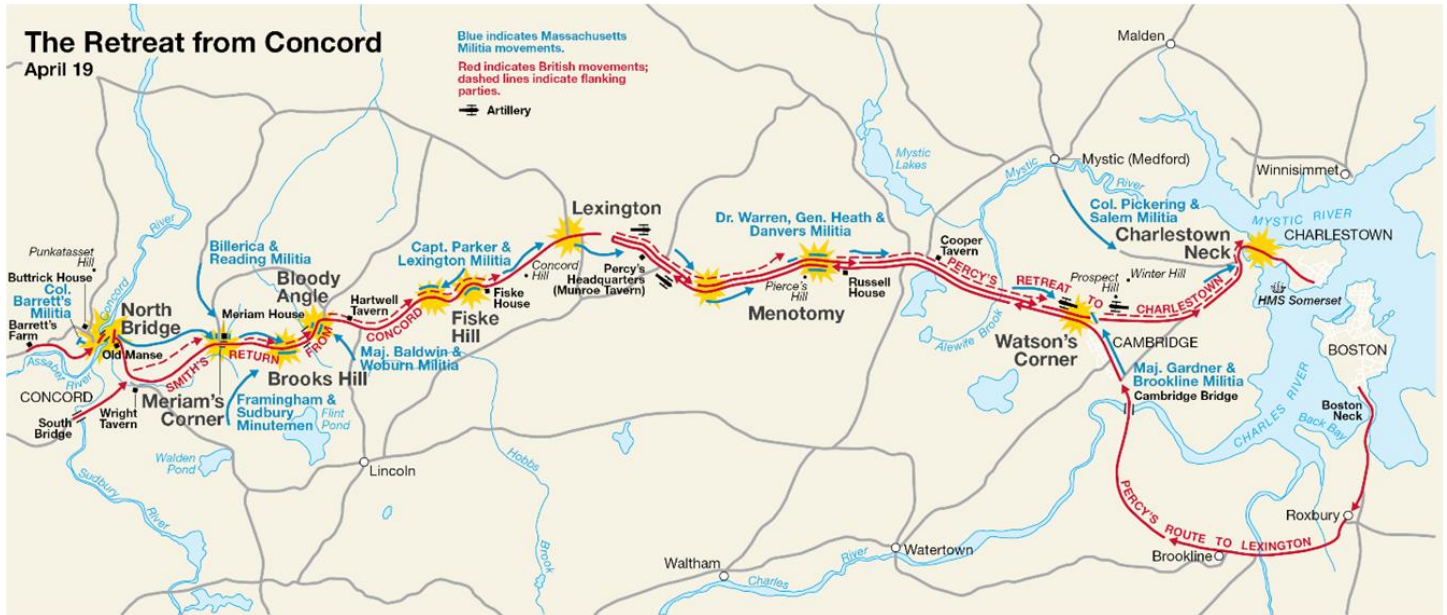 The Retreat from Concord
April 19
Blue indicates Massachusetts
Militia movements.
Red indicates British movements;
dashed lines indicate flanking
parties.
Artillery
Malden
Mystic
Lakes
Mystic (Medford)
Mystic
River
Winnisimmet
MYSTIC RIVER
CHARLESTOWN
Col. Pickering &
Salem Militia
Charlestown
Neck
Concord
River
Punkatasset
Hill
Buttrick House
Col.
Barrett's
Militia
Barrett's
Farm
North
Bridge
Old Manse
Assabet River
CONCORD
South
Bridge
Wright
Tavern
Sudbury
River
Billerica &
Reading Militia
Meriam House
Meriam's
Corner
SMITH'S
RETURN
FROM
CONCORD
Bloody
Angle
Brooks Hill
Framingham &
Sudbury
Minutemen
Flint
Pond
Walden
Pond
Lincoln
Hartwell
Tavern
Maj. Baldwin &
Woburn Militia
Capt. Parker &
Lexington Militia
Fiske
House
Fiske
Hill
Lexington
Concord
Hill
Percy's
Headquarters
(Munroe Tavern)
Menotomy
Dr. Warren, Gen. Heath &
Danvers Militia
Pierce's
Hill
Russell
House
Cooper
Tavern
PERCY'S
RETREAT
TO
CHARLESTOWN
Prospect
Hill
Winter Hill
Alewife Brook
Watson's
Corner
CAMBRIDGE
Maj. Gardner &
Brookline Militia
Cambridge Bridge
HMS Somerset
BOSTON
Boston
Neck
CHARLES RIVER
Back Bay
Roxbury
PERCY'S ROUTE TO LEXINGTON
Brookline
Hobbs
Brook
Waltham
Watertown
Charles
River